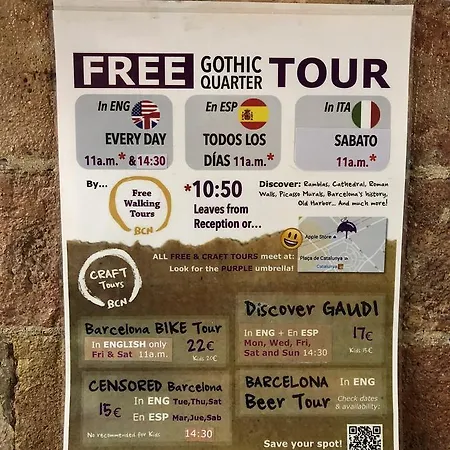 FREE GOTHIC QUARTER TOUR
In ENG
EVERY DAY
11a.m.* & 14:30
En ESP
TODOS LOS
DÍAS 11a.m.*
In ITA
SABATO
11a.m.*
By...
Free
Walking
Tours
BCN
*10:50
Leaves from
Reception or...
Discover: Ramblas, Cathedral, Roman
Walls, Picasso Murals, Barcelona's history,
Old Harbor... And much more!
Apple Store
Plaça de Catalunya
Catalunya
ALL FREE & CRAFT TOURS meet at:
Look for the PURPLE umbrella!
CRAFT
Tours
BCN
Barcelona BIKE Tour
In ENGLISH only
Fri & Sat 11a.m.
22€
Kids 20€
Discover GAUDI
In ENG + En ESP
Mon, Wed, Fri,
Sat and Sun 14:30
17€
Kids
CENSORED Barcelona
15€
In ENG Tue,Thu,Sat
En ESP Mar,Jue,Sab
No recommended for Kids
14:30
BARCELONA
Beer Tour
In ENG
Check dates
& availability:
Save your spot!